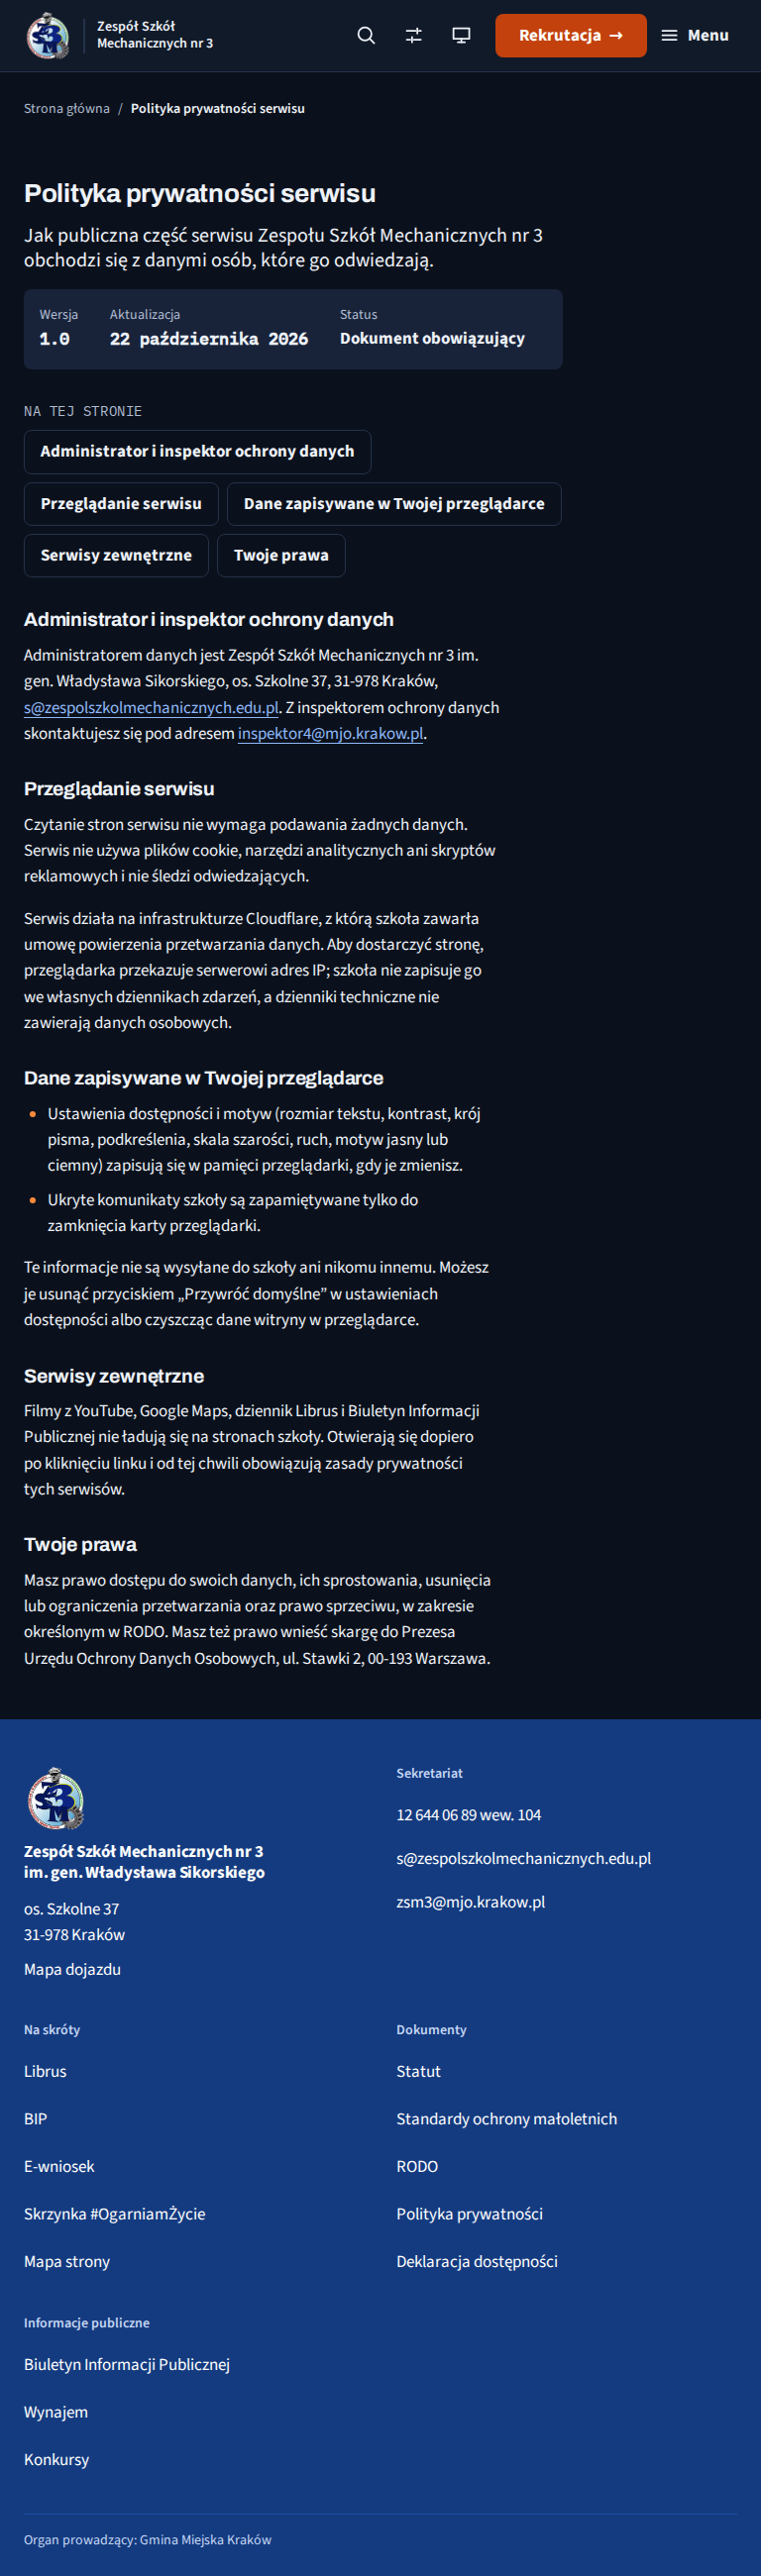 Zespół Szkół
Mechanicznych nr 3
Rekrutacja →
Menu
Strona główna / Polityka prywatności serwisu
Polityka prywatności serwisu
Jak publiczna część serwisu Zespołu Szkół Mechanicznych nr 3
obchodzi się z danymi osób, które go odwiedzają.
Wersja
1.0
Aktualizacja
22 października 2026
Status
Dokument obowiązujący
NA TEJ STRONIE
Administrator i inspektor ochrony danych
Przeglądanie serwisu
Dane zapisywane w Twojej przeglądarce
Serwisy zewnętrzne
Twoje prawa
Administrator i inspektor ochrony danych
Administratorem danych jest Zespół Szkół Mechanicznych nr 3 im.
gen. Władysława Sikorskiego, os. Szkolne 37, 31-978 Kraków,
s@zespolszkolmechanicznych.edu.pl. Z inspektorem ochrony danych
skontaktujesz się pod adresem inspektor4@mjo.krakow.pl.
Przeglądanie serwisu
Czytanie stron serwisu nie wymaga podawania żadnych danych.
Serwis nie używa plików cookie, narzędzi analitycznych ani skryptów
reklamowych i nie śledzi odwiedzających.
Serwis działa na infrastrukturze Cloudflare, z którą szkoła zawarła
umowę powierzenia przetwarzania danych. Aby dostarczyć stronę,
przeglądarka przekazuje serwerowi adres IP; szkoła nie zapisuje go
we własnych dziennikach zdarzeń, a dzienniki techniczne nie
zawierają danych osobowych.
Dane zapisywane w Twojej przeglądarce
Ustawienia dostępności i motyw (rozmiar tekstu, kontrast, krój
pisma, podkreślenia, skala szarości, ruch, motyw jasny lub
ciemny) zapisują się w pamięci przeglądarki, gdy je zmienisz.
Ukryte komunikaty szkoły są zapamiętywane tylko do
zamknięcia karty przeglądarki.
Te informacje nie są wysyłane do szkoły ani nikomu innemu. Możesz
je usunąć przyciskiem „Przywróć domyślne” w ustawieniach
dostępności albo czyszcząc dane witryny w przeglądarce.
Serwisy zewnętrzne
Filmy z YouTube, Google Maps, dziennik Librus i Biuletyn Informacji
Publicznej nie ładują się na stronach szkoły. Otwierają się dopiero
po kliknięciu linku i od tej chwili obowiązują zasady prywatności
tych serwisów.
Twoje prawa
Masz prawo dostępu do swoich danych, ich sprostowania, usunięcia
lub ograniczenia przetwarzania oraz prawo sprzeciwu, w zakresie
określonym w RODO. Masz też prawo wnieść skargę do Prezesa
Urzędu Ochrony Danych Osobowych, ul. Stawki 2, 00-193 Warszawa.
Zespół Szkół Mechanicznych nr 3
im. gen. Władysława Sikorskiego
os. Szkolne 37
31-978 Kraków
Mapa dojazdu
Sekretariat
12 644 06 89 wew. 104
s@zespolszkolmechanicznych.edu.pl
zsm3@mjo.krakow.pl
Na skróty
Librus
BIP
E-wniosek
Skrzynka #OgarniamŻycie
Mapa strony
Dokumenty
Statut
Standardy ochrony małoletnich
RODO
Polityka prywatności
Deklaracja dostępności
Informacje publiczne
Biuletyn Informacji Publicznej
Wynajem
Konkursy
Organ prowadzący: Gmina Miejska Kraków